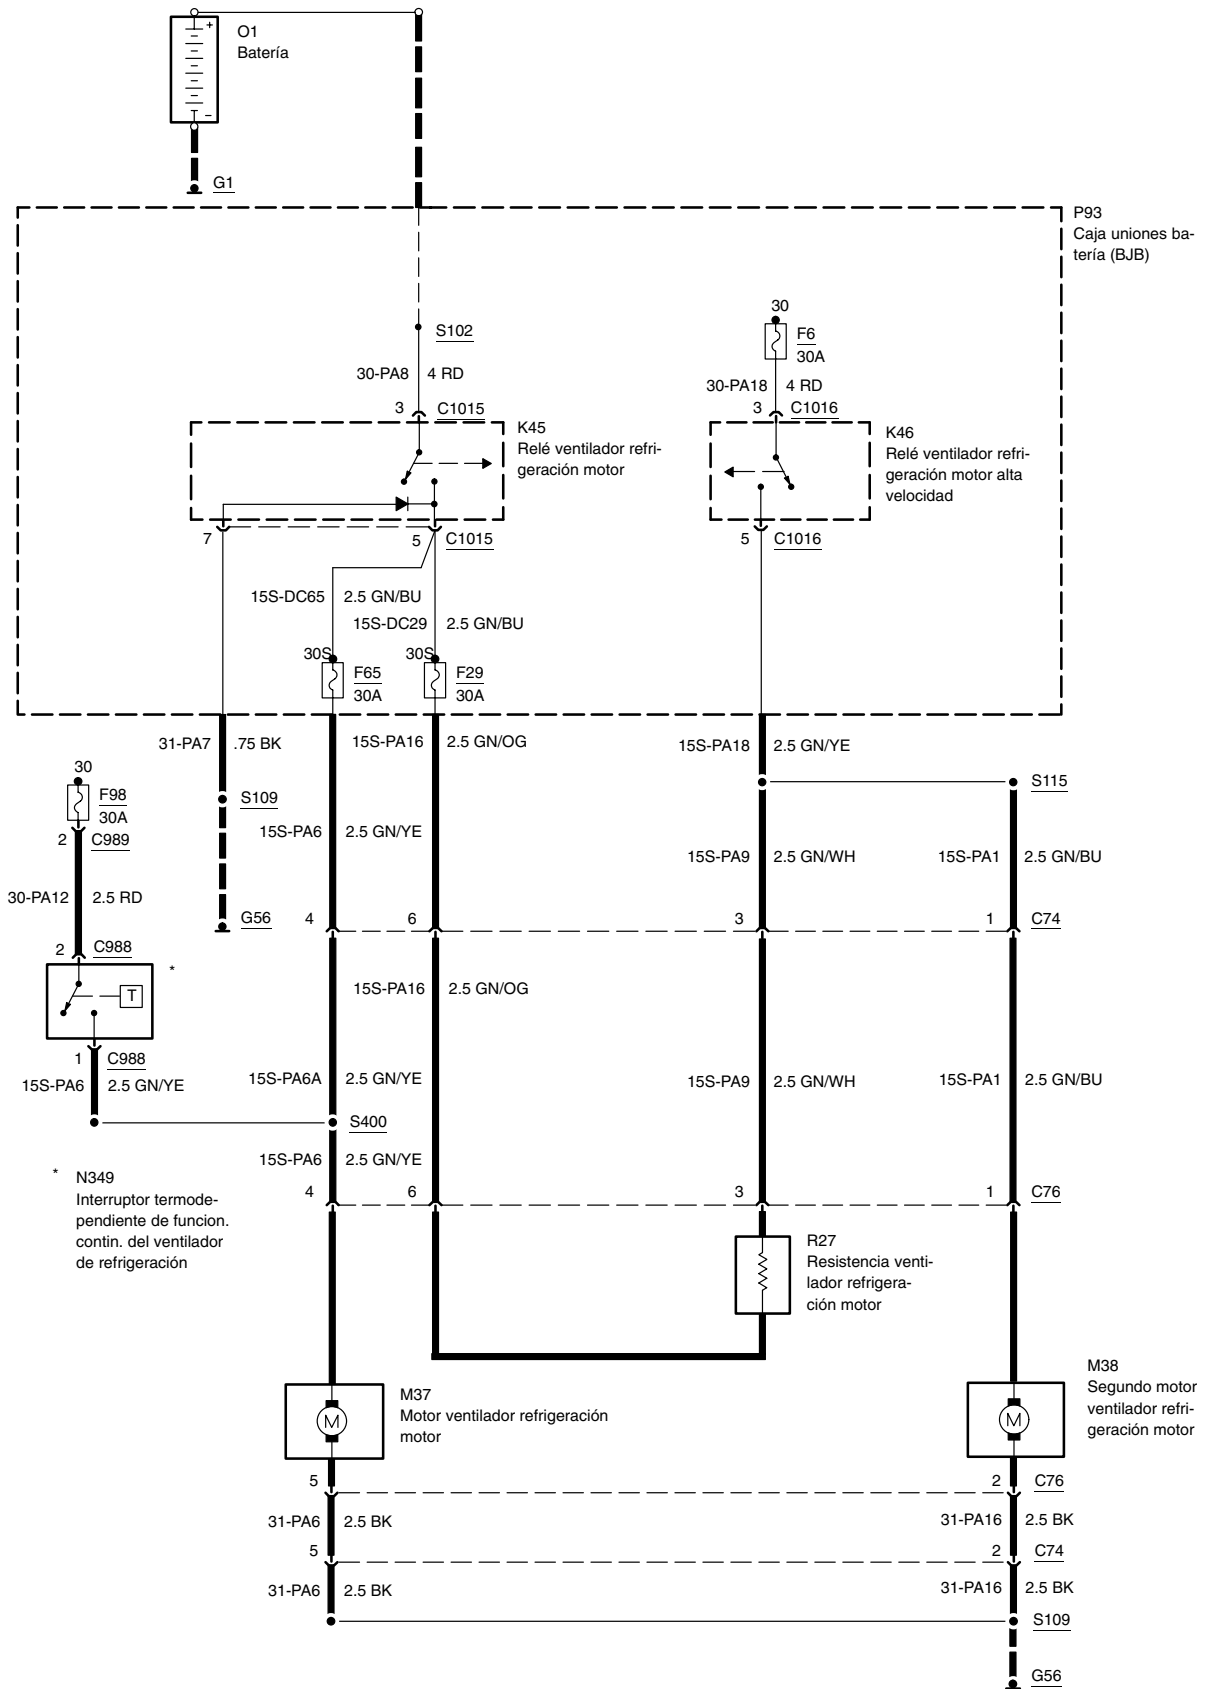 +
O1
Batería
–
G1
P93
Caja uniones ba-
tería (BJB)
30
S102
F6
30A
30-PA8 4 RD
30-PA18 4 RD
3 C1015
3 C1016
K45
Relé ventilador refri-
geración motor
K46
Relé ventilador refri-
geración motor alta
velocidad
7
5 C1015
5 C1016
15S-DC65 2.5 GN/BU
15S-DC29 2.5 GN/BU
30S
30S
F65
30A
F29
30A
31-PA7 .75 BK
15S-PA16 2.5 GN/OG
15S-PA18 2.5 GN/YE
30
F98
30A
S109
S115
2 C989
15S-PA6 2.5 GN/YE
15S-PA9 2.5 GN/WH
15S-PA1 2.5 GN/BU
30-PA12 2.5 RD
G56
4
6
3
1 C74
2 C988
*
T
15S-PA16 2.5 GN/OG
1 C988
15S-PA6 2.5 GN/YE
15S-PA6A 2.5 GN/YE
15S-PA9 2.5 GN/WH
15S-PA1 2.5 GN/BU
S400
15S-PA6 2.5 GN/YE
* N349
Interruptor termode-
pendiente de funcion.
contin. del ventilador
de refrigeración
4
6
3
1 C76
R27
Resistencia venti-
lador refrigera-
ción motor
M37
Motor ventilador refrigeración
motor
M
M38
Segundo motor
ventilador refri-
geración motor
M
5
2 C76
31-PA6 2.5 BK
31-PA16 2.5 BK
5
2 C74
31-PA6 2.5 BK
31-PA16 2.5 BK
S109
G56